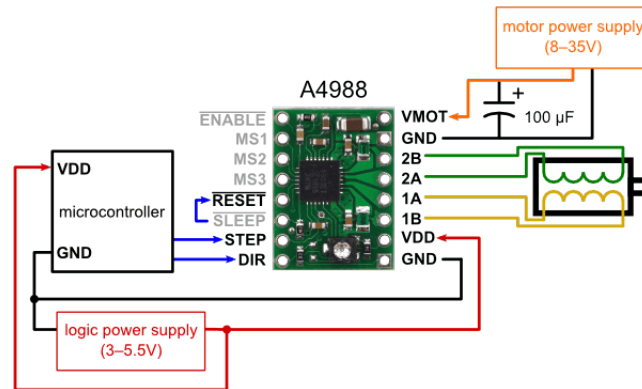 motor power supply
(8–35V)
A4988
+
100 µF
ENABLE
MS1
MS2
MS3
RESET
SLEEP
STEP
DIR
VMOT
GND
2B
2A
1A
1B
VDD
GND
VDD
microcontroller
GND
logic power supply
(3–5.5V)